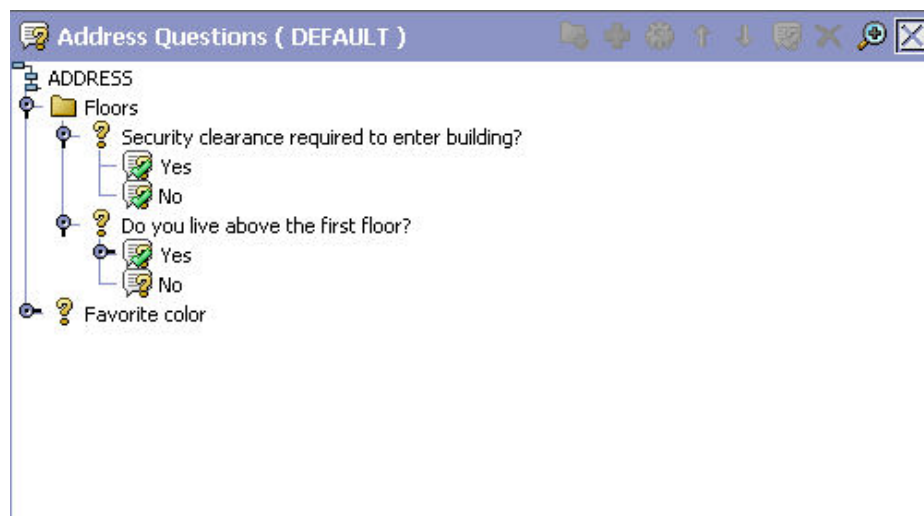 Address Questions ( DEFAULT )
ADDRESS
Floors
Security clearance required to enter building?
Yes
No
Do you live above the first floor?
Yes
No
Favorite color